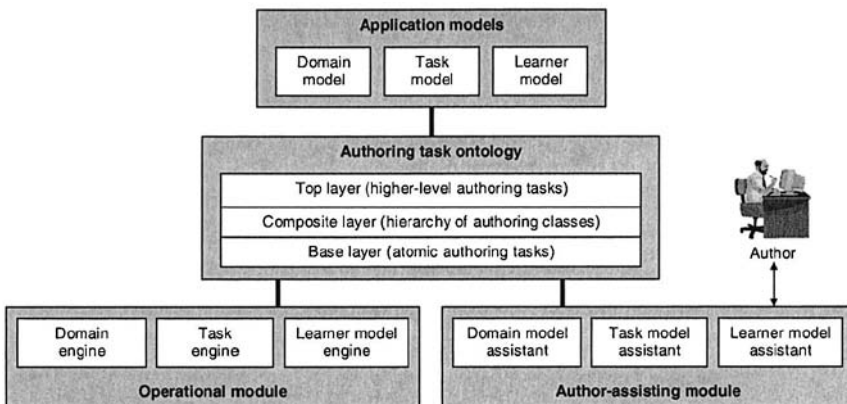 Application models
Domain model
Task model
Learner model
Authoring task ontology
Top layer (higher-level authoring tasks)
Composite layer (hierarchy of authoring classes)
Base layer (atomic authoring tasks)
Author
Domain engine
Task engine
Learner model engine
Operational module
Domain model assistant
Task model assistant
Learner model assistant
Author-assisting module